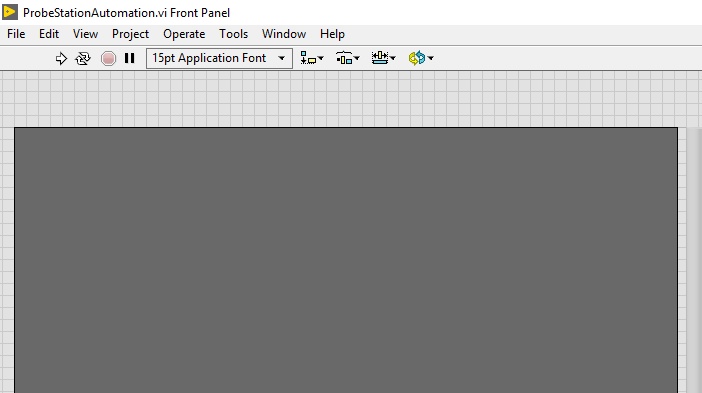 ProbeStationAutomation.vi Front Panel
File Edit View Project Operate Tools Window Help
15pt Application Font